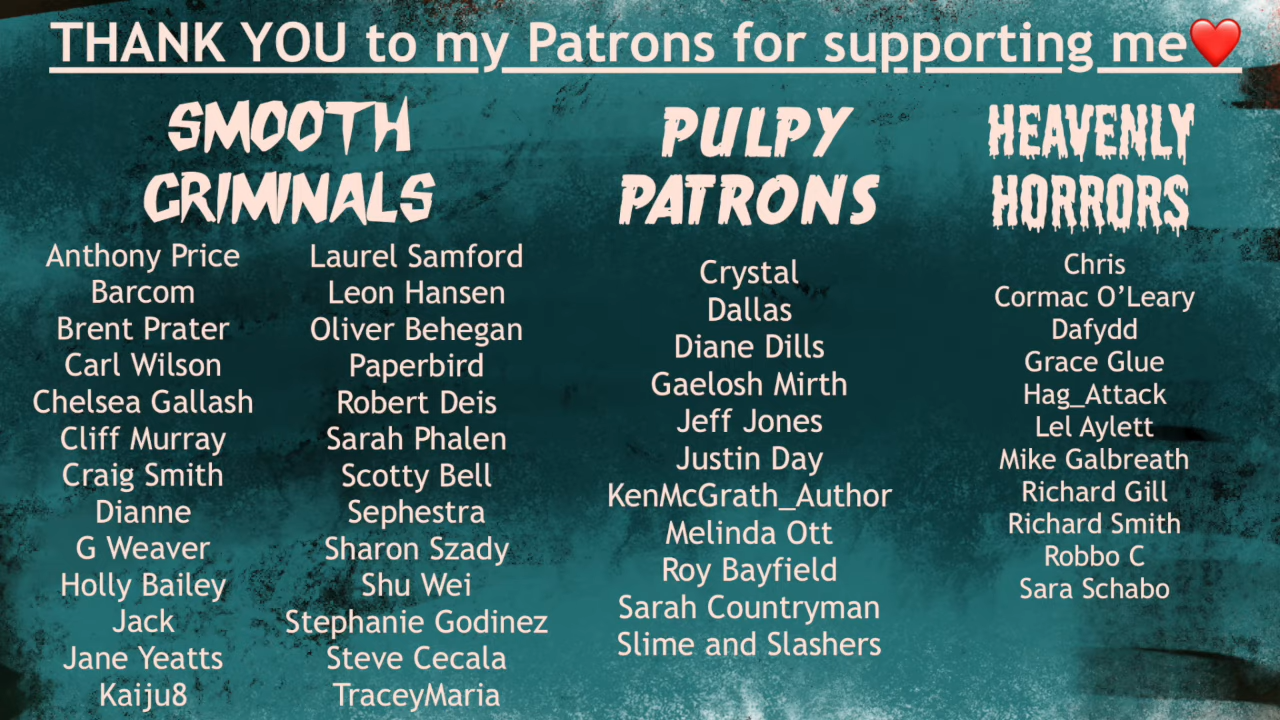 THANK YOU to my Patrons for supporting me❤️
SMOOTH
CRIMINALS
Anthony Price
Barcom
Brent Prater
Carl Wilson
Chelsea Gallash
Cliff Murray
Craig Smith
Dianne
G Weaver
Holly Bailey
Jack
Jane Yeatts
Kaiju8
Laurel Samford
Leon Hansen
Oliver Behegan
Paperbird
Robert Deis
Sarah Phalen
Scotty Bell
Sephestra
Sharon Szady
Shu Wei
Stephanie Godinez
Steve Cecala
TraceyMaria
PULPY
PATRONS
Crystal
Dallas
Diane Dills
Gaelosh Mirth
Jeff Jones
Justin Day
KenMcGrath_Author
Melinda Ott
Roy Bayfield
Sarah Countryman
Slime and Slashers
HEAVENLY
HORRORS
Chris
Cormac O’Leary
Dafydd
Grace Glue
Hag_Attack
Lel Aylett
Mike Galbreath
Richard Gill
Richard Smith
Robbo C
Sara Schabo